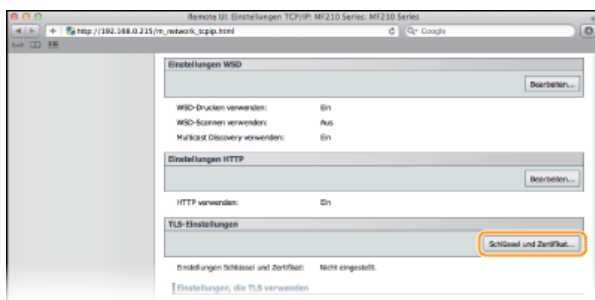 Remote UI: Einstellungen TCP/IP: MF210 Series: MF210 Series
http://192.168.0.215/m_network_tcpip.html
Google
Einstellungen WSD
Bearbeiten...
WSD-Drucken verwenden: Ein
WSD-Scannen verwenden: Aus
Multicast Discovery verwenden: Ein
Einstellungen HTTP
Bearbeiten...
HTTP verwenden: Ein
TLS-Einstellungen
Schlüssel und Zertifikat...
Einstellungen Schlüssel und Zertifikat: Nicht eingestellt.
Einstellungen, die TLS verwenden